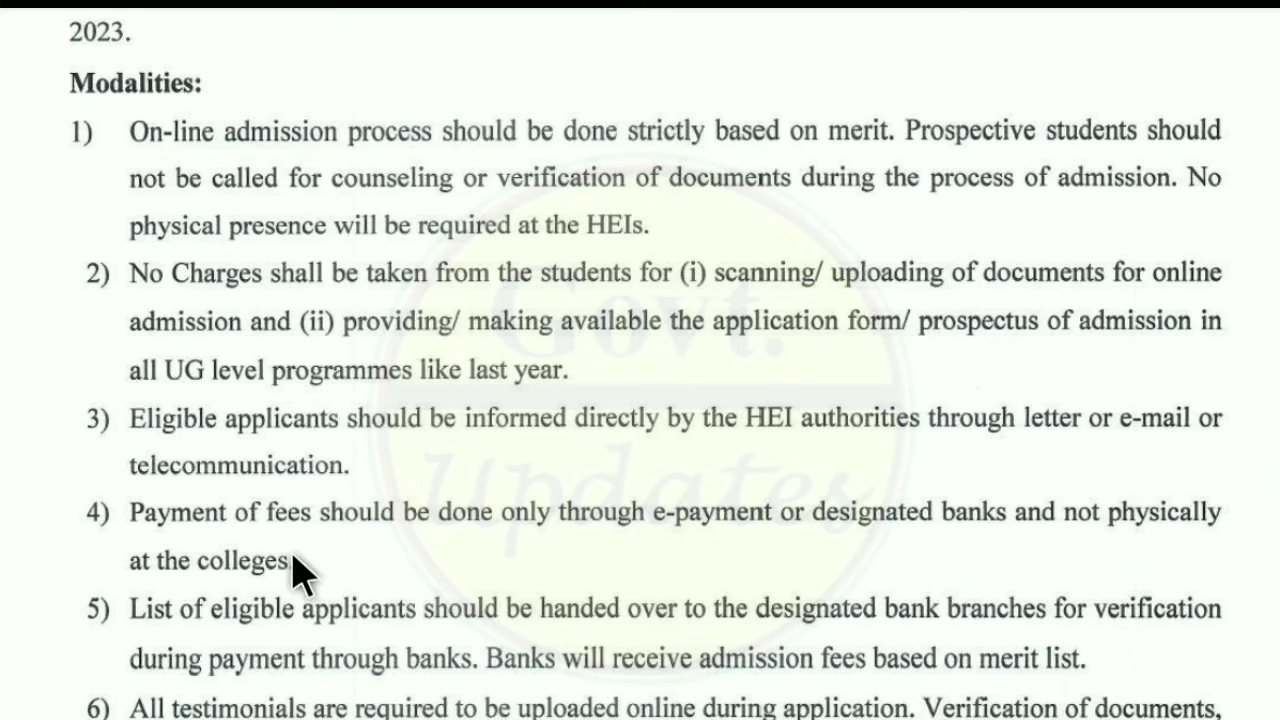 2023.
Modalities:
1) On-line admission process should be done strictly based on merit. Prospective students should
not be called for counseling or verification of documents during the process of admission. No
physical presence will be required at the HEIs.
2) No Charges shall be taken from the students for (i) scanning/ uploading of documents for online
admission and (ii) providing/ making available the application form/ prospectus of admission in
all UG level programmes like last year.
3) Eligible applicants should be informed directly by the HEI authorities through letter or e-mail or
telecommunication.
4) Payment of fees should be done only through e-payment or designated banks and not physically
at the colleges
5) List of eligible applicants should be handed over to the designated bank branches for verification
during payment through banks. Banks will receive admission fees based on merit list.
6) All testimonials are required to be uploaded online during application. Verification of documents,
Govt.
Updates